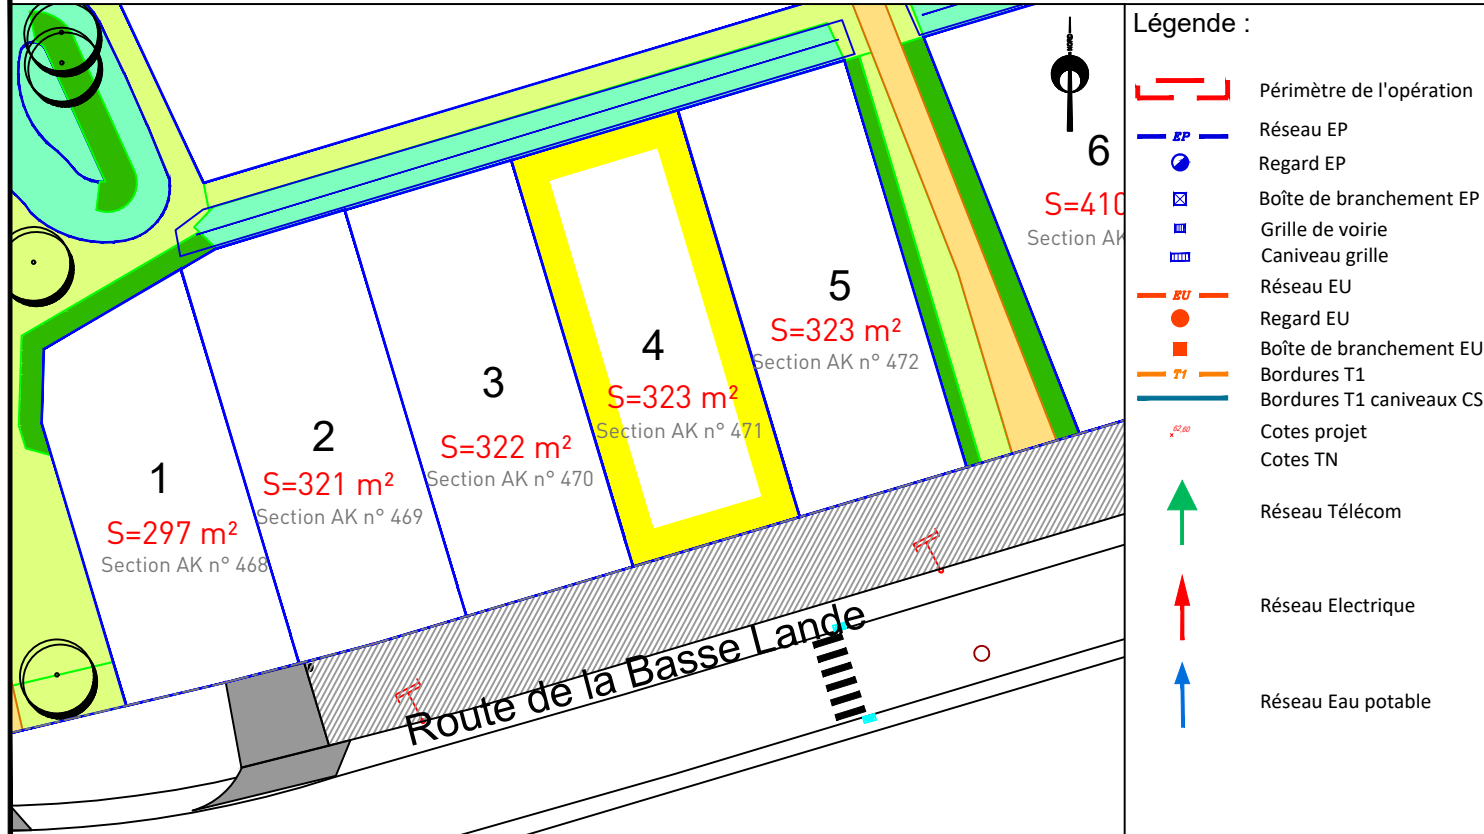 NORD
1
S=297 m²
Section AK n° 468
2
S=321 m²
Section AK n° 469
3
S=322 m²
Section AK n° 470
4
S=323 m²
Section AK n° 471
5
S=323 m²
Section AK n° 472
6
S=410
Section AK
Route de la Basse Lande
Légende :
Périmètre de l'opération
EP
Réseau EP
Regard EP
Boîte de branchement EP
Grille de voirie
Caniveau grille
EU
Réseau EU
Regard EU
Boîte de branchement EU
T1
Bordures T1
Bordures T1 caniveaux CS
62.60
Cotes projet
Cotes TN
Réseau Télécom
Réseau Electrique
Réseau Eau potable